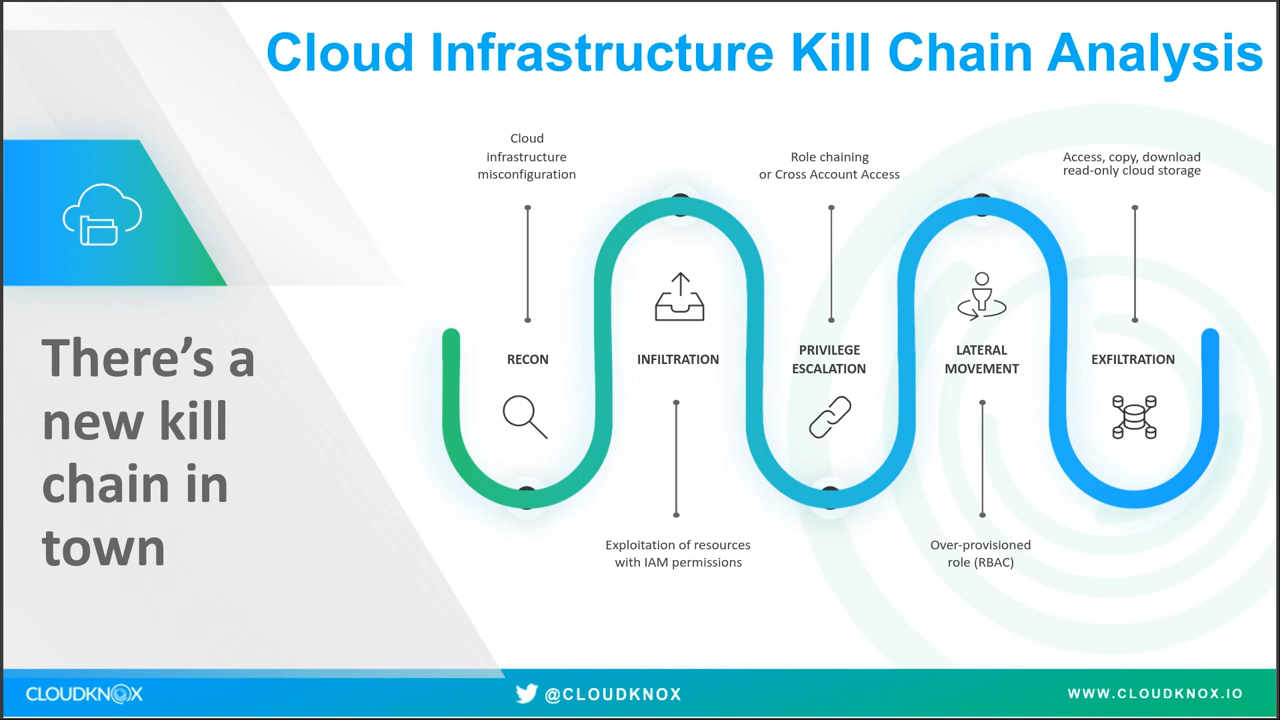 Cloud Infrastructure Kill Chain Analysis
There’s a
new kill
chain in
town
Cloud
infrastructure
misconfiguration
RECON
INFILTRATION
Exploitation of resources
with IAM permissions
Role chaining
or Cross Account Access
PRIVILEGE
ESCALATION
LATERAL
MOVEMENT
Over-provisioned
role (RBAC)
Access, copy, download
read-only cloud storage
EXFILTRATION
CLOUDKNOX
@CLOUDKNOX
WWW.CLOUDKNOX.IO